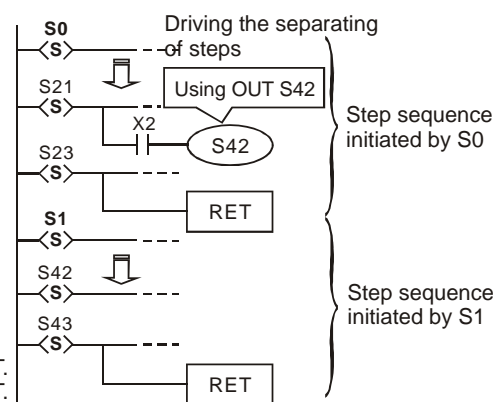 S0
S
Driving the separating
of steps
S21
S
Using OUT S42
X2
S42
Step sequence
initiated by S0
S23
S
RET
S1
S
S42
S
Step sequence
initiated by S1
S43
S
RET